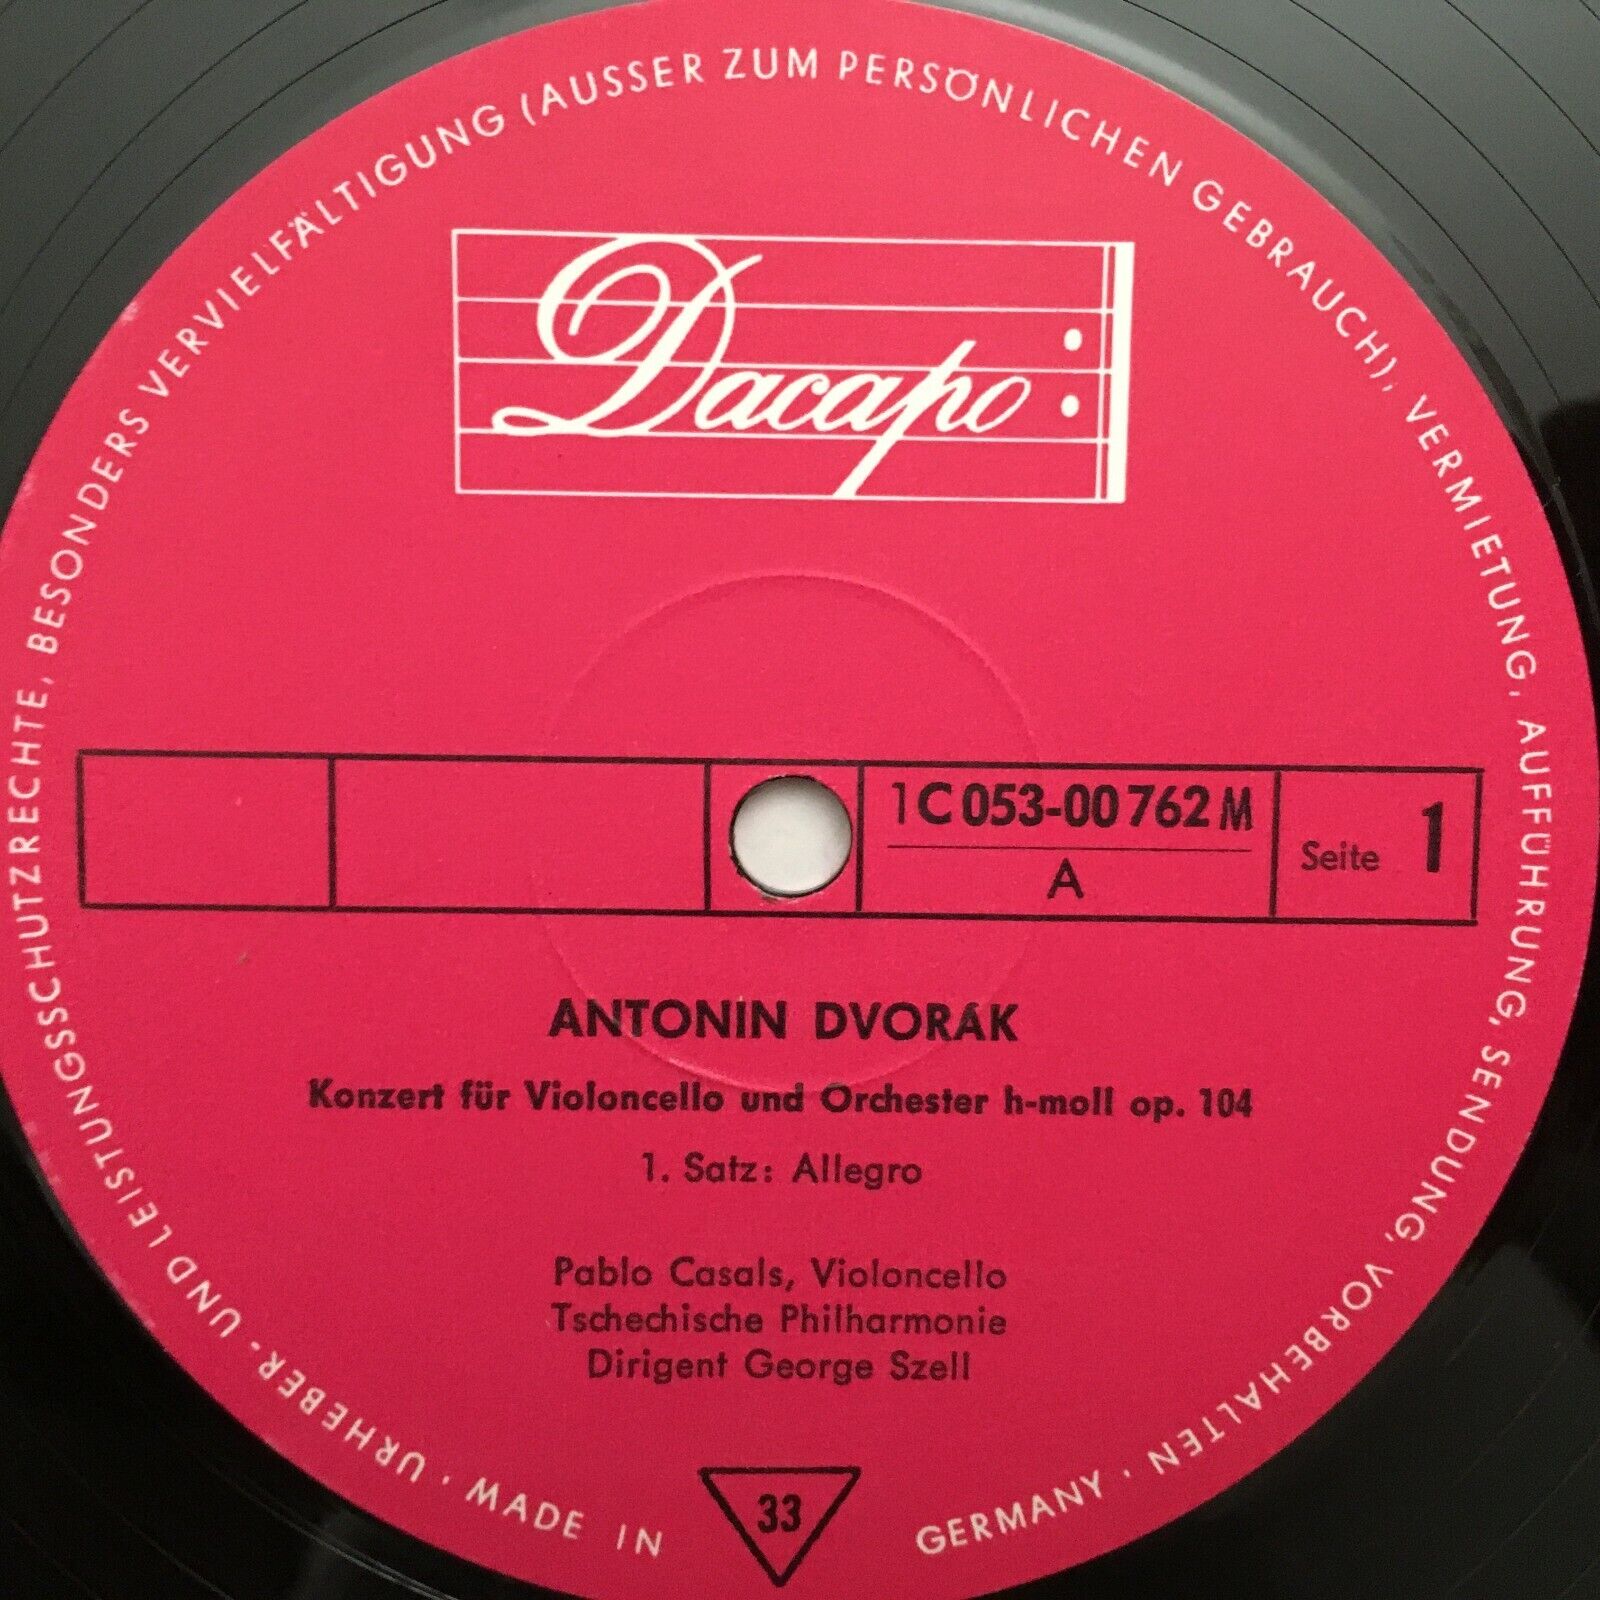 URHEBER- UND LEISTUNGSSCHUTZRECHTE, BESONDERS VERVIELFÄLTIGUNG (AUSSER ZUM PERSÖNLICHEN GEBRAUCH), VERMIETUNG, AUFFÜHRUNG, SENDUNG, VORBEHALTEN ·
Dacapo
1C 053-00 762 M
A
Seite 1
ANTONIN DVORÁK
Konzert für Violoncello und Orchester h-moll op. 104
1. Satz: Allegro
Pablo Casals, Violoncello
Tschechische Philharmonie
Dirigent George Szell
· MADE IN GERMANY ·
33